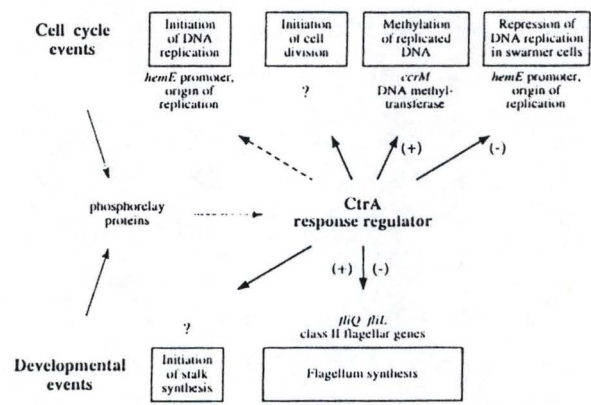 Cell cycle
events
Initiation
of DNA
replication
Initiation
of cell
division
Methylation
of replicated
DNA
Repression of
DNA replication
in swarmer cells
hemE promoter,
origin of
replication
?
ccrM
DNA methyl-
transferase
hemE promoter,
origin of
replication
(+)
(-)
phosphorelay
proteins
CtrA
response regulator
(+)
(-)
?
fliQ fliL
class II flagellar genes
Developmental
events
Initiation
of stalk
synthesis
Flagellum synthesis